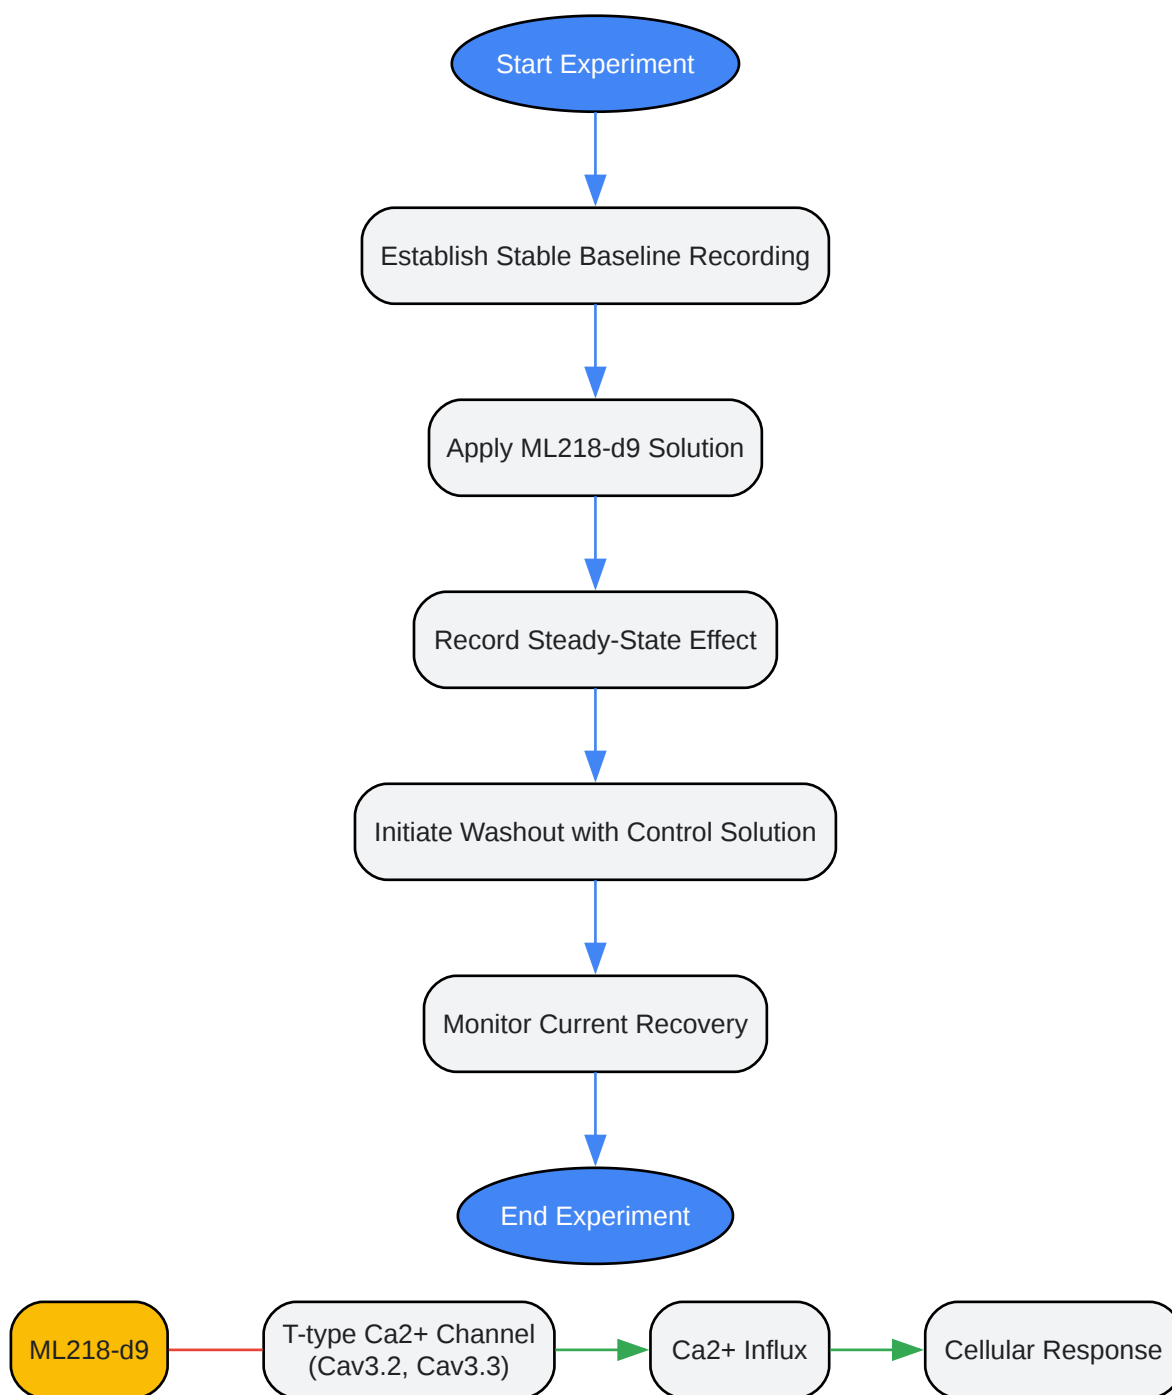 Start Experiment
Establish Stable Baseline Recording
Apply ML218-d9 Solution
Record Steady-State Effect
Initiate Washout with Control Solution
Monitor Current Recovery
End Experiment
ML218-d9
T-type Ca2+ Channel
(Cav3.2, Cav3.3)
Ca2+ Influx
Cellular Response